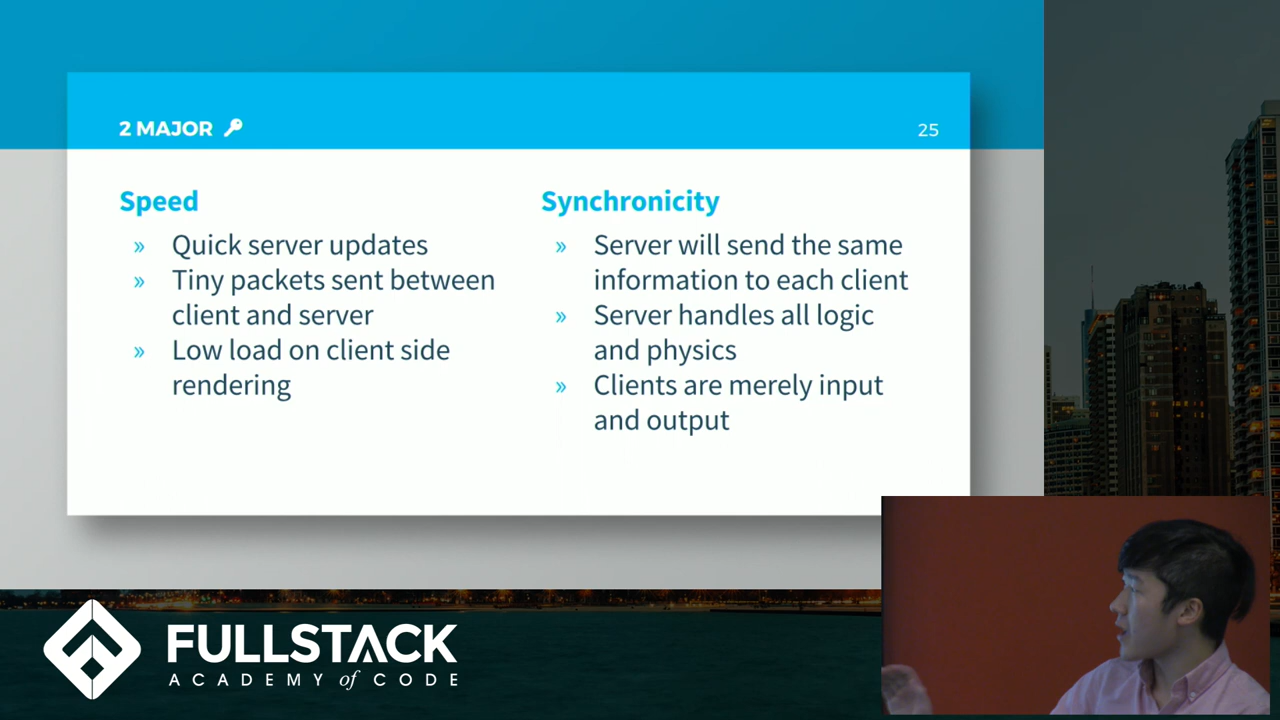 2 MAJOR
25
Speed
» Quick server updates
» Tiny packets sent between
client and server
» Low load on client side
rendering
Synchronicity
» Server will send the same
information to each client
» Server handles all logic
and physics
» Clients are merely input
and output
FULLSTACK
ACADEMY of CODE